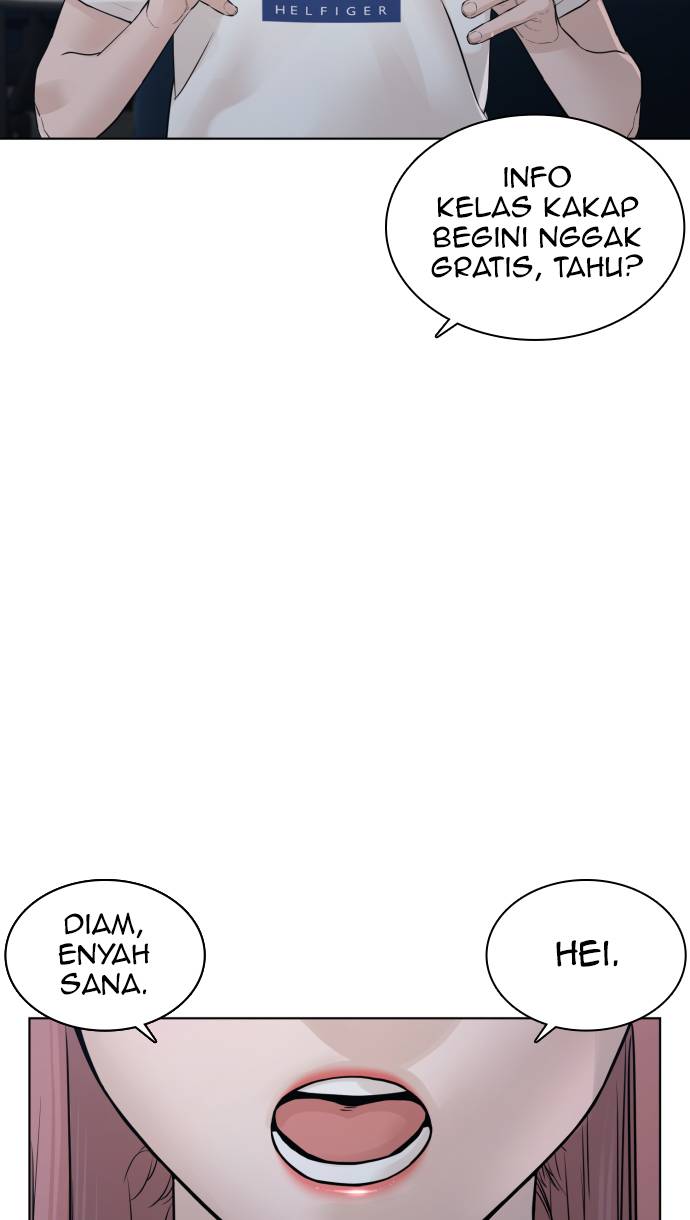 HELFIGER
INFO
KELAS KAKAP
BEGINI NGGAK
GRATIS, TAHU?
DIAM,
ENYAH
SANA.
HEI.